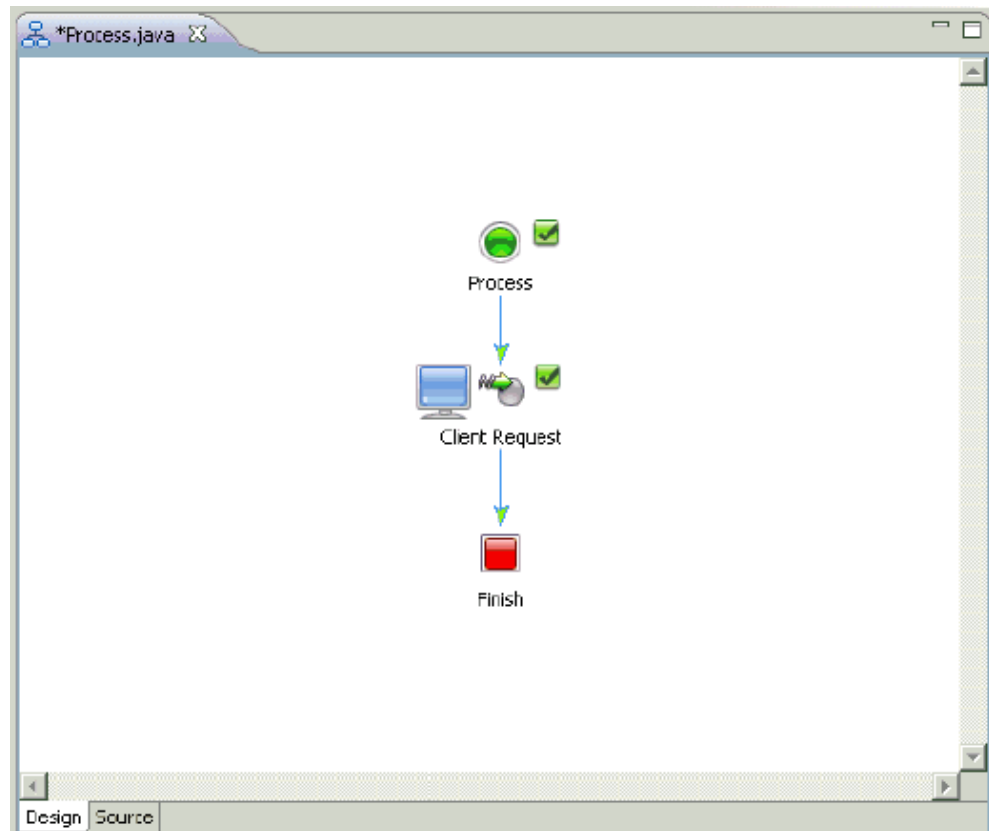 *Process.java
Process
Client Request
Finish
Design Source